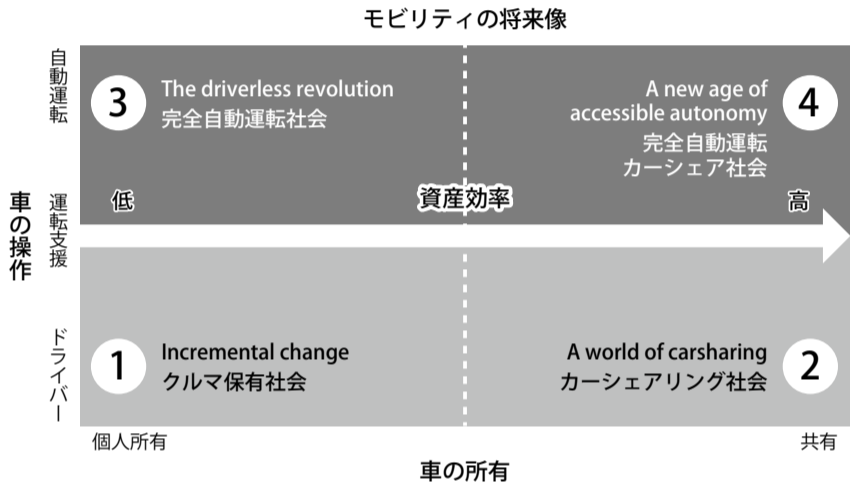 モビリティの将来像
自動運転
3
The driverless revolution
完全自動運転社会
A new age of
accessible autonomy
完全自動運転
カーシェア社会
4
車の操作
運転支援
低
資産効率
高
ドライバー
1
Incremental change
クルマ保有社会
A world of carsharing
カーシェアリング社会
2
個人所有
共有
車の所有